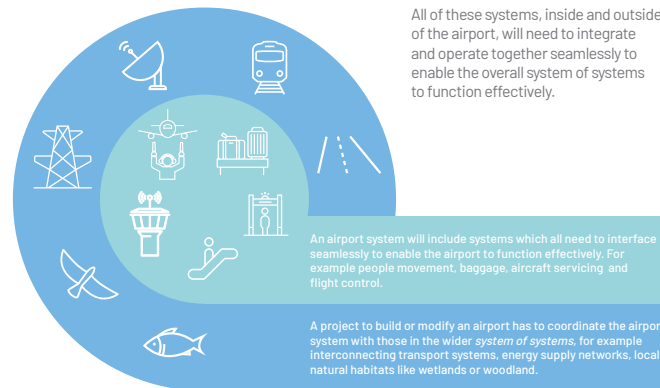 All of these systems, inside and outside
of the airport, will need to integrate
and operate together seamlessly to
enable the overall system of systems
to function effectively.
An airport system will include systems which all need to interface
seamlessly to enable the airport to function effectively. For
example people movement, baggage, aircraft servicing and
flight control.
A project to build or modify an airport has to coordinate the airport
system with those in the wider system of systems, for example
interconnecting transport systems, energy supply networks, local
natural habitats like wetlands or woodland.